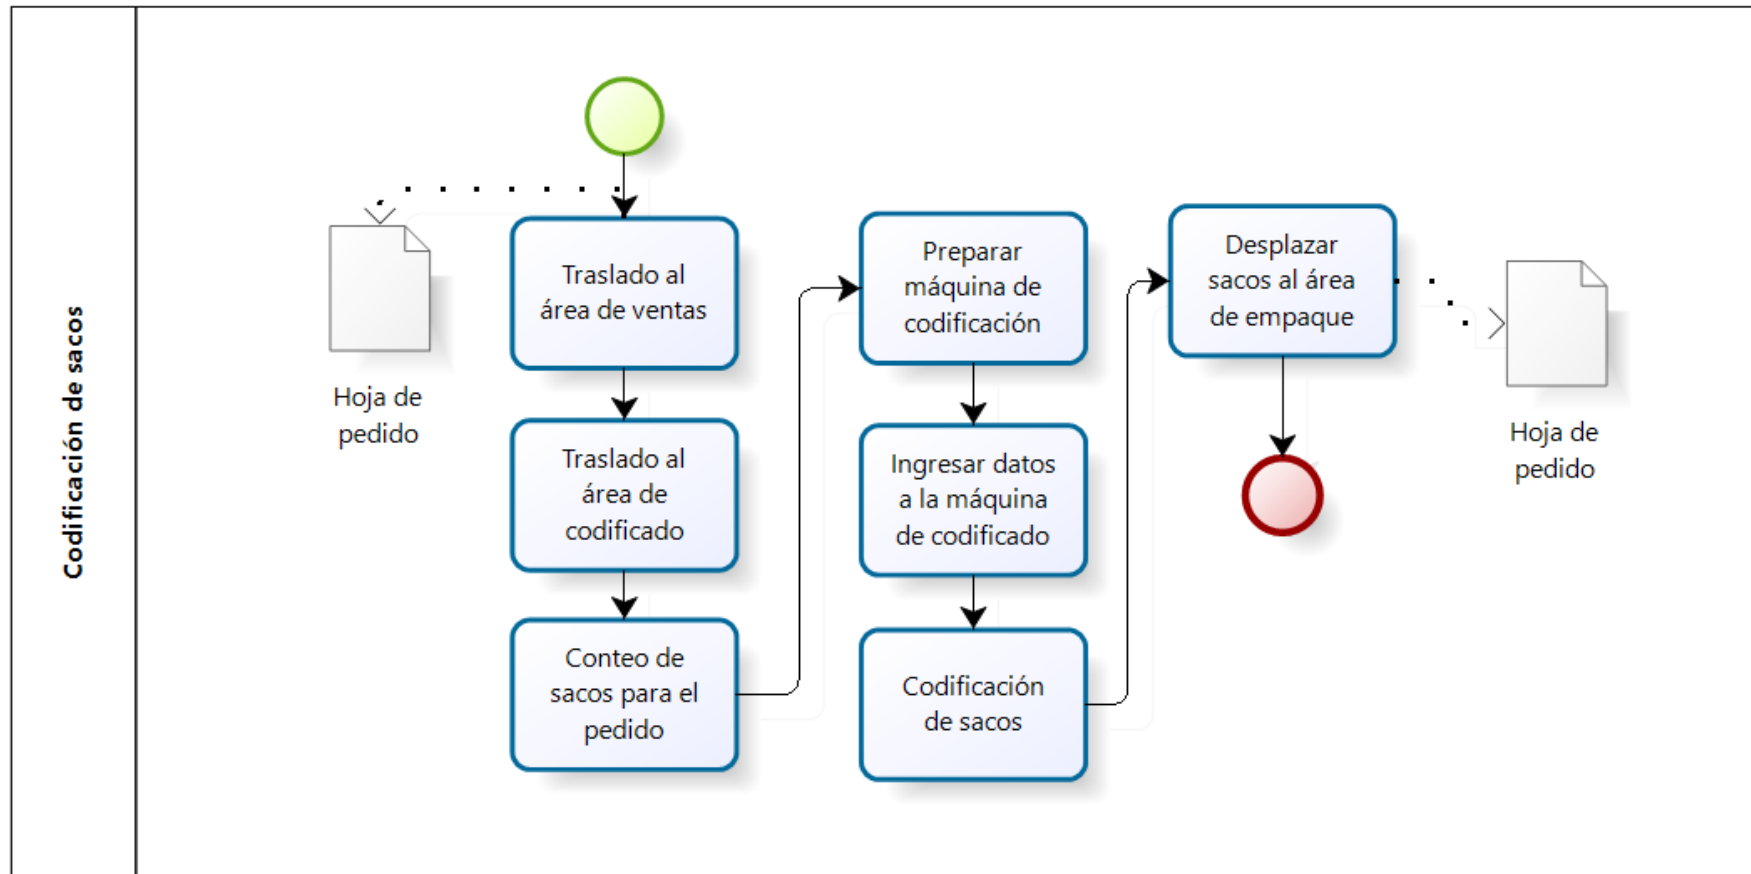 Codificación de sacos
Hoja de
pedido
Traslado al
área de ventas
Traslado al
área de
codificado
Conteo de
sacos para el
pedido
Preparar
máquina de
codificación
Ingresar datos
a la máquina
de codificado
Codificación
de sacos
Desplazar
sacos al área
de empaque
Hoja de
pedido